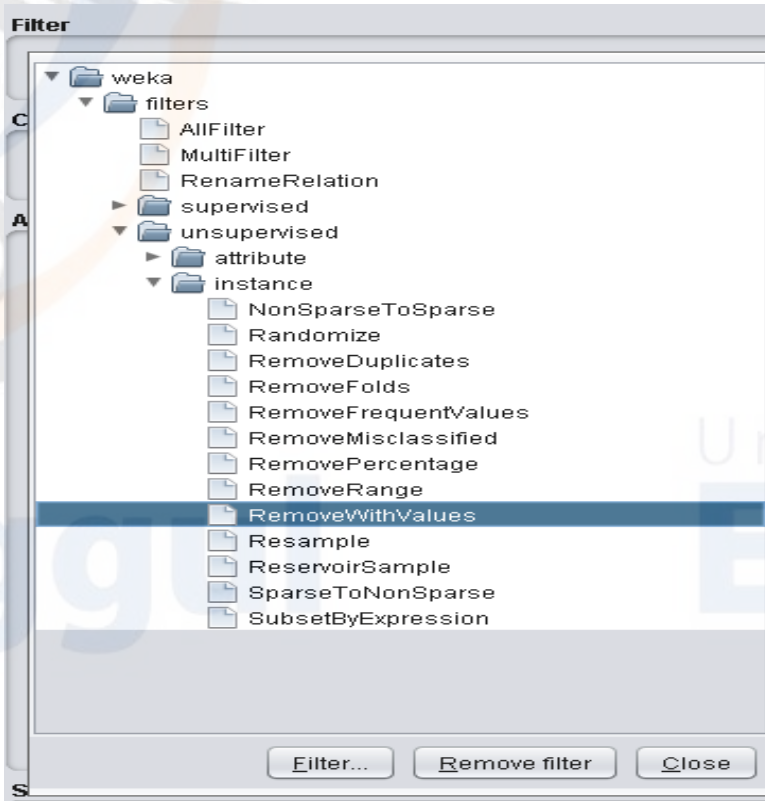 Filter
weka
filters
C
AllFilter
MultiFilter
RenameRelation
supervised
A
unsupervised
attribute
instance
NonSparseToSparse
Randomize
RemoveDuplicates
RemoveFolds
RemoveFrequentValues
RemoveMisclassified
RemovePercentage
RemoveRange
RemoveWithValues
Resample
ReservoirSample
SparseToNonSparse
SubsetByExpression
Filter... Remove filter Close
S